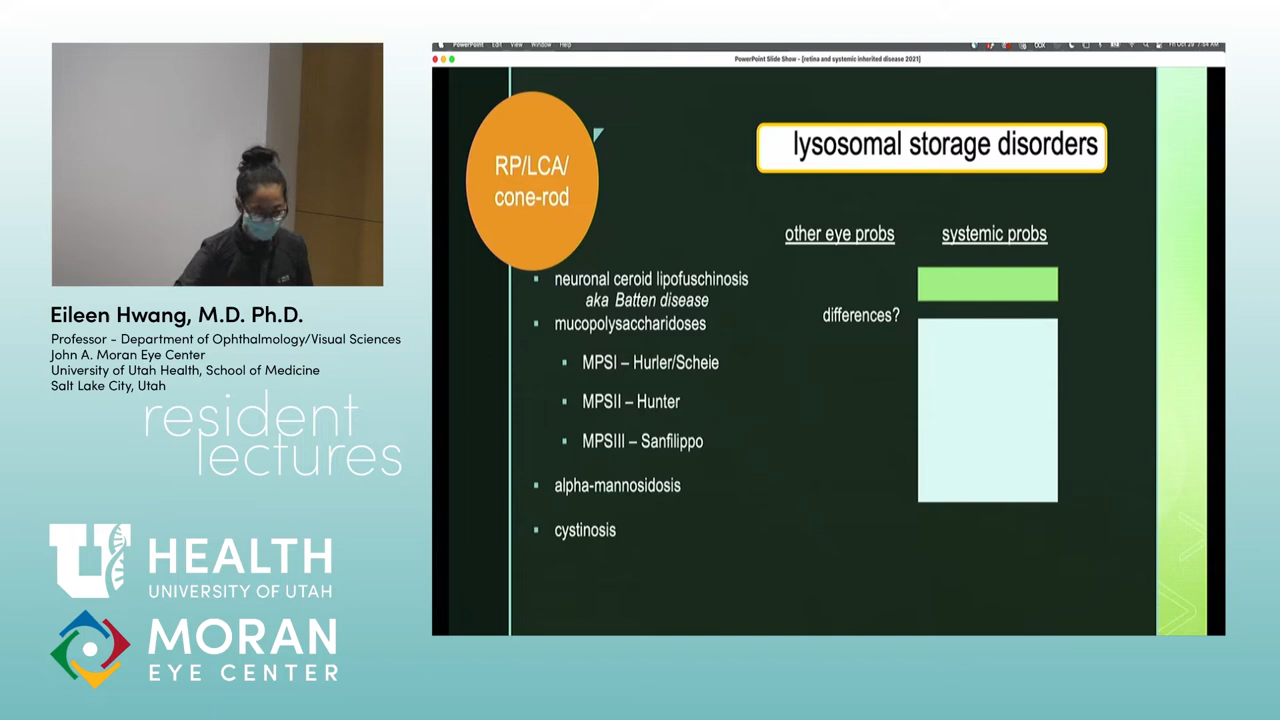 PowerPoint Edit View Window Help
PowerPoint Slide Show - [retina and systemic inherited disease 2021]
RP/LCA/
cone-rod
lysosomal storage disorders
other eye probs systemic probs
neuronal ceroid lipofuschinosis
aka Batten disease
differences?
mucopolysaccharidoses
MPSI – Hurler/Scheie
MPSII – Hunter
MPSIII – Sanfilippo
alpha-mannosidosis
cystinosis
Eileen Hwang, M.D. Ph.D.
Professor - Department of Ophthalmology/Visual Sciences
John A. Moran Eye Center
University of Utah Health, School of Medicine
Salt Lake City, Utah
resident
lectures
U HEALTH
UNIVERSITY OF UTAH
MORAN
EYE CENTER